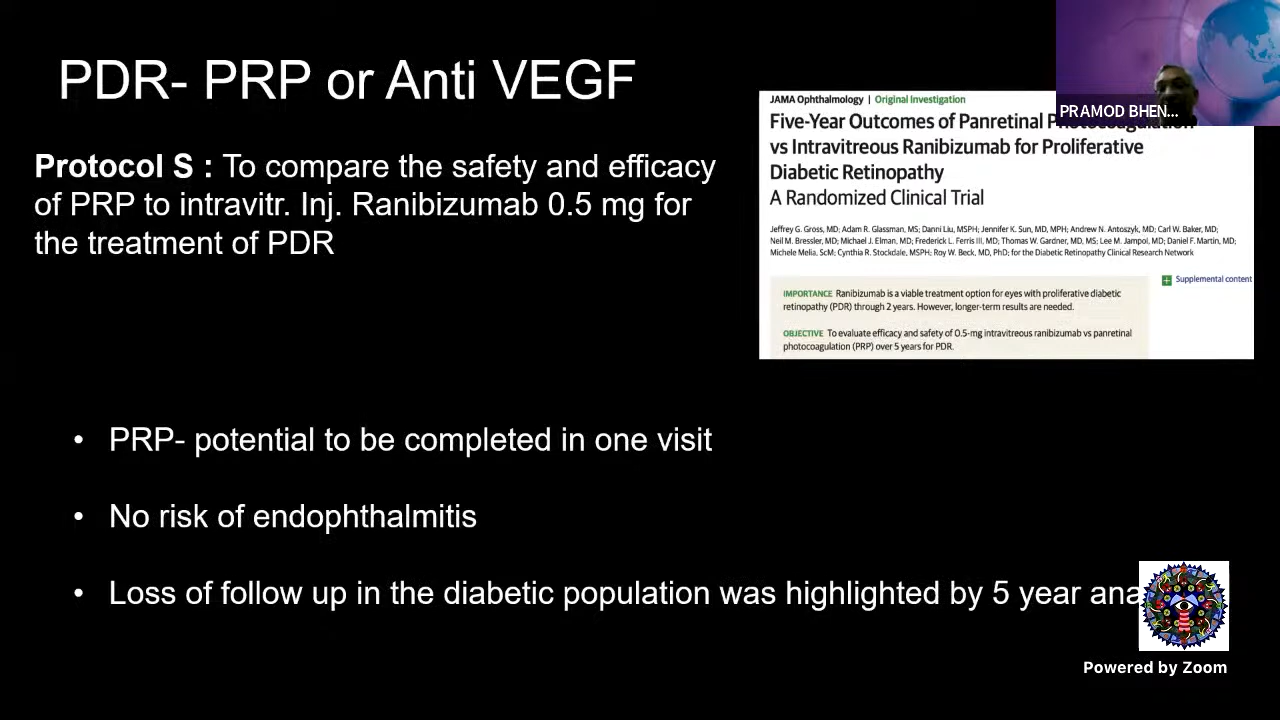 PDR- PRP or Anti VEGF
PRAMOD BHEN...
JAMA Ophthalmology | Original Investigation
Five-Year Outcomes of Panretinal Photocoagulation
vs Intravitreous Ranibizumab for Proliferative
Diabetic Retinopathy
A Randomized Clinical Trial
Jeffrey G. Gross, MD; Adam R. Glassman, MS; Danni Liu, MSPH; Jennifer K. Sun, MD, MPH; Andrew N. Antoszyk, MD; Carl W. Baker, MD;
Neil M. Bressler, MD; Michael J. Elman, MD; Frederick L. Ferris III, MD; Thomas W. Gardner, MD, MS; Lee M. Jampol, MD; Daniel F. Martin, MD;
Michele Melia, ScM; Cynthia R. Stockdale, MSPH; Roy W. Beck, MD, PhD; for the Diabetic Retinopathy Clinical Research Network
Supplemental content
IMPORTANCE Ranibizumab is a viable treatment option for eyes with proliferative diabetic
retinopathy (PDR) through 2 years. However, longer-term results are needed.
OBJECTIVE To evaluate efficacy and safety of 0.5-mg intravitreous ranibizumab vs panretinal
photocoagulation (PRP) over 5 years for PDR.
Protocol S : To compare the safety and efficacy
of PRP to intravitr. Inj. Ranibizumab 0.5 mg for
the treatment of PDR
• PRP- potential to be completed in one visit
• No risk of endophthalmitis
• Loss of follow up in the diabetic population was highlighted by 5 year ana
Powered by Zoom